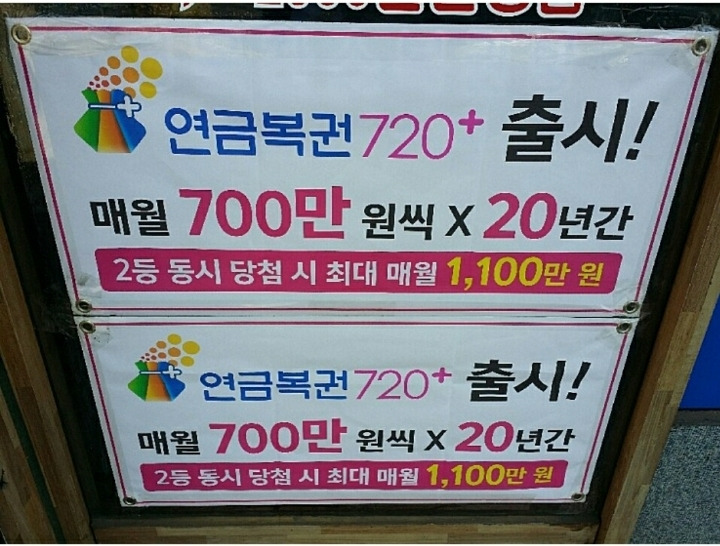 연금복권720+ 출시!
매월 700만 원씩 X 20년간
2등 동시 당첨 시 최대 매월 1,100만 원
연금복권720+ 출시!
매월 700만 원씩 X 20년간
2등 동시 당첨 시 최대 매월 1,100만 원